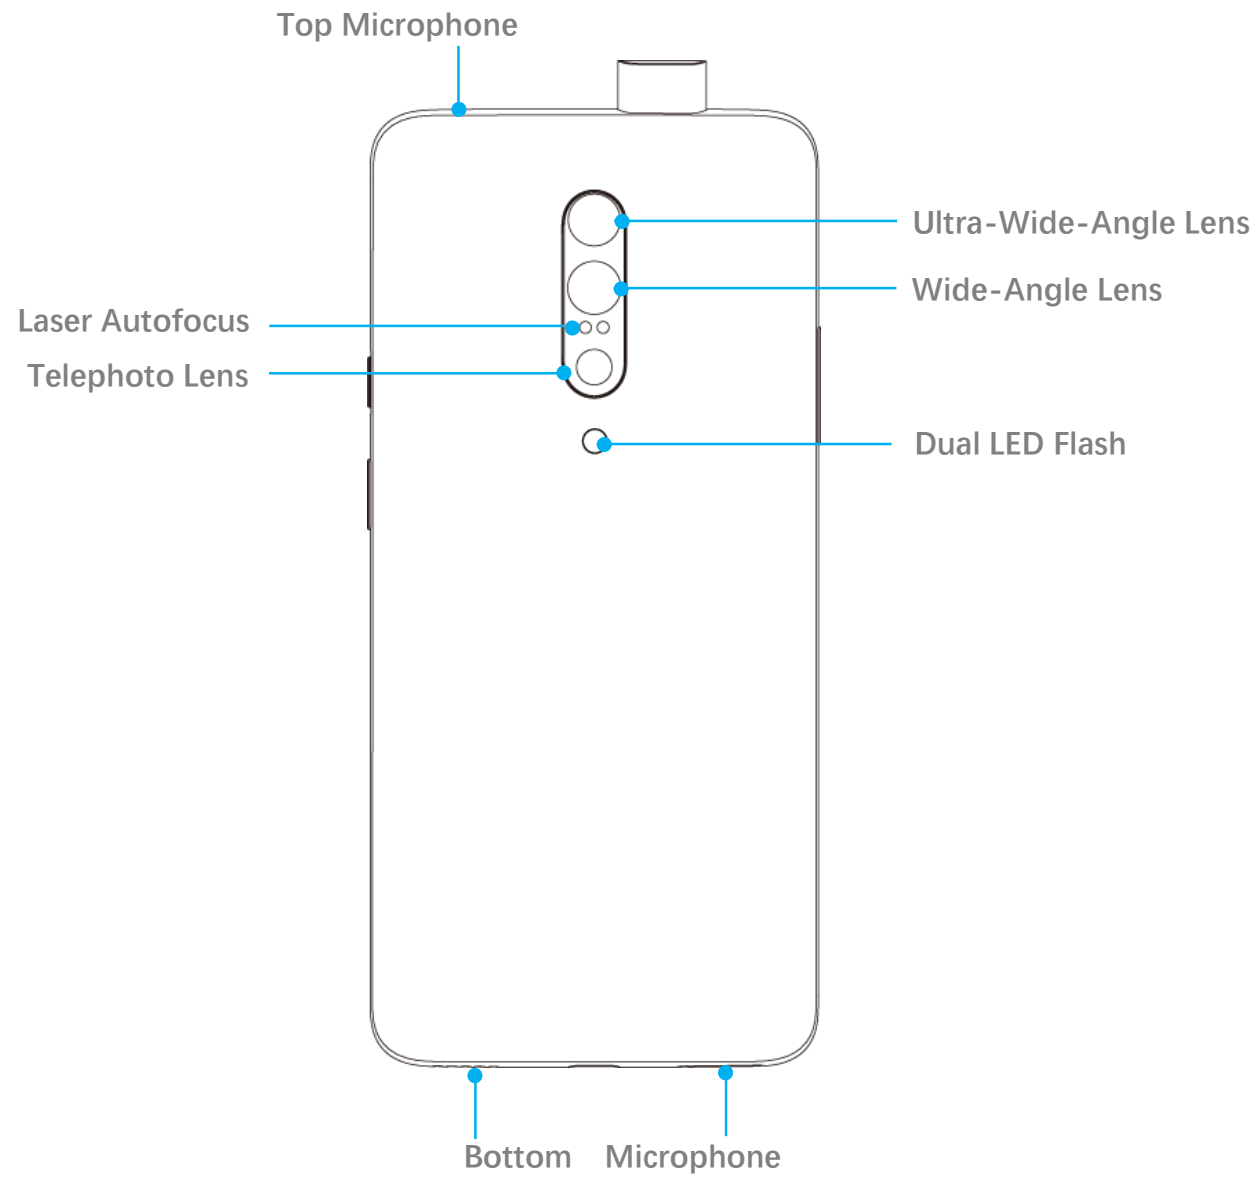 Top Microphone
Ultra-Wide-Angle Lens
Wide-Angle Lens
Laser Autofocus
Telephoto Lens
Dual LED Flash
Bottom Microphone